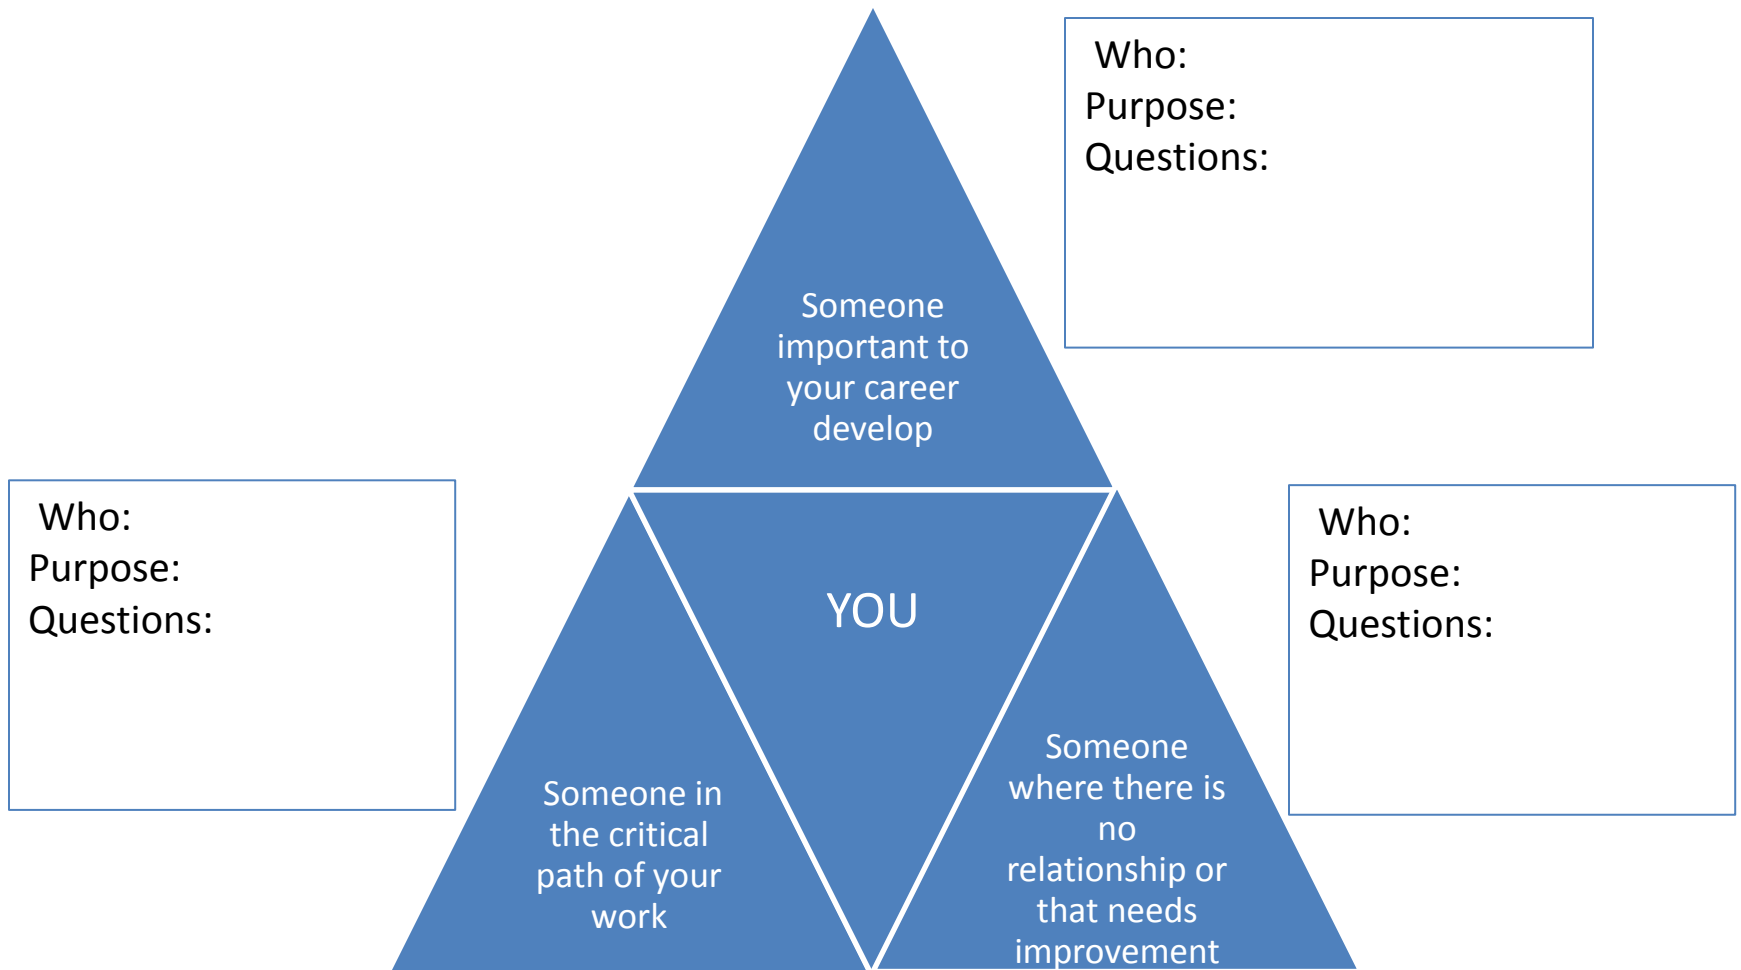 Who:
Purpose:
Questions:
Someone
important to
your career
develop
Who:
Purpose:
Questions:
YOU
Who:
Purpose:
Questions:
Someone in
the critical
path of your
work
Someone
where there is
no
relationship or
that needs
improvement